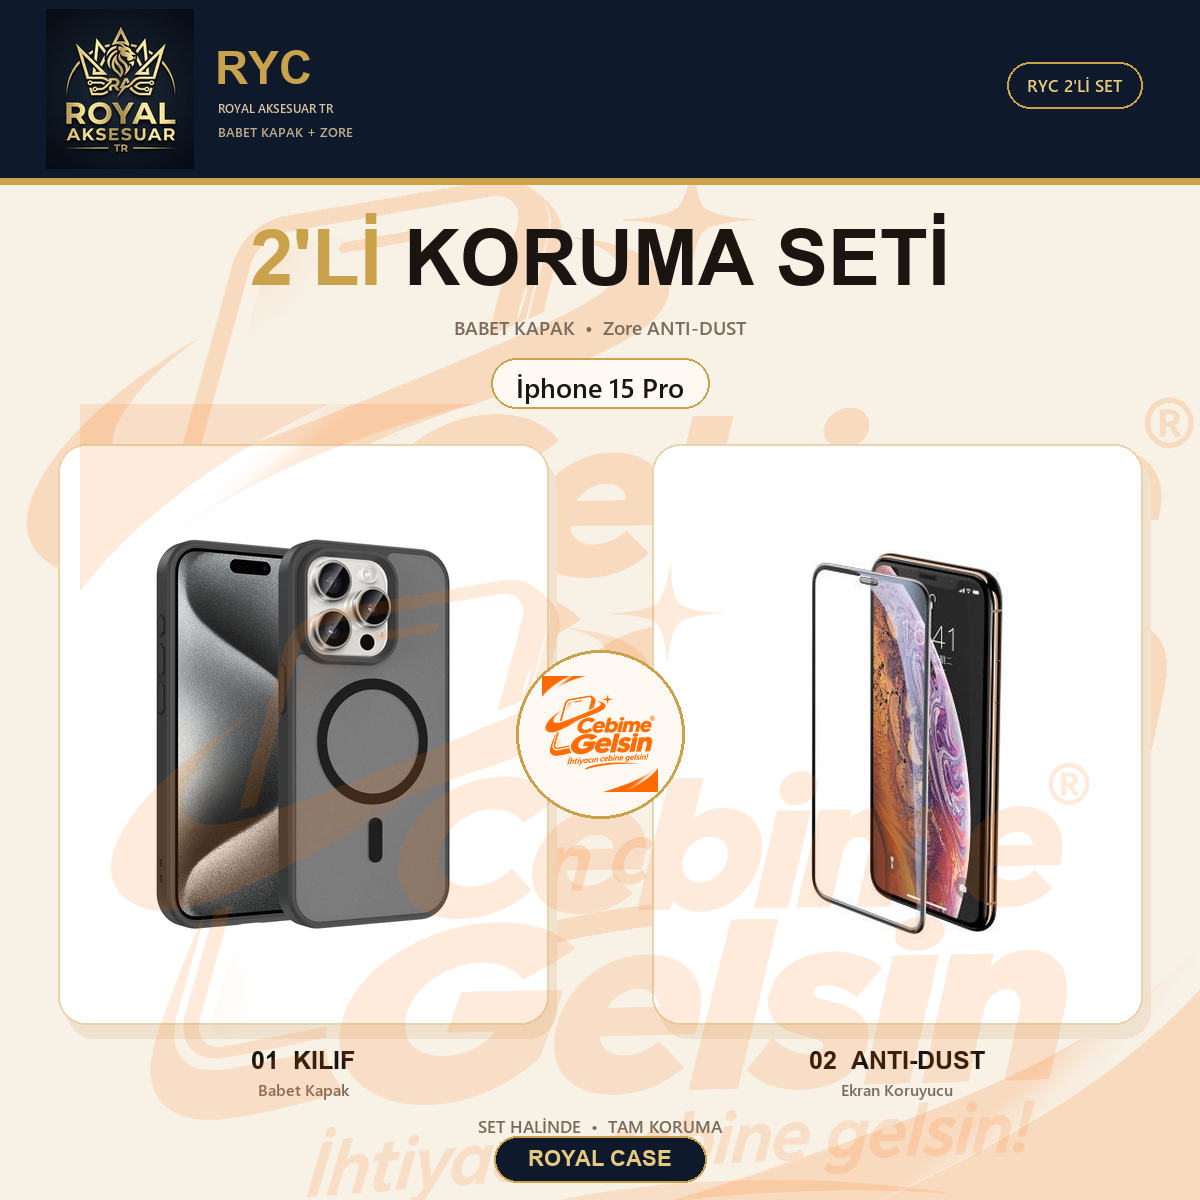 RYC
ROYAL AKSESUAR TR
BABET KAPAK + ZORE
ROYAL
AKSESUAR
TR
RYC 2'Lİ SET
2'Lİ KORUMA SETİ
BABET KAPAK • Zore ANTI-DUST
İphone 15 Pro
Cebime
Gelsin
İhtiyacın cebine gelsin!
®
Cebime®
Gelsin
01 KILIF
Babet Kapak
02 ANTI-DUST
Ekran Koruyucu
SET HALİNDE • TAM KORUMA
ROYAL CASE